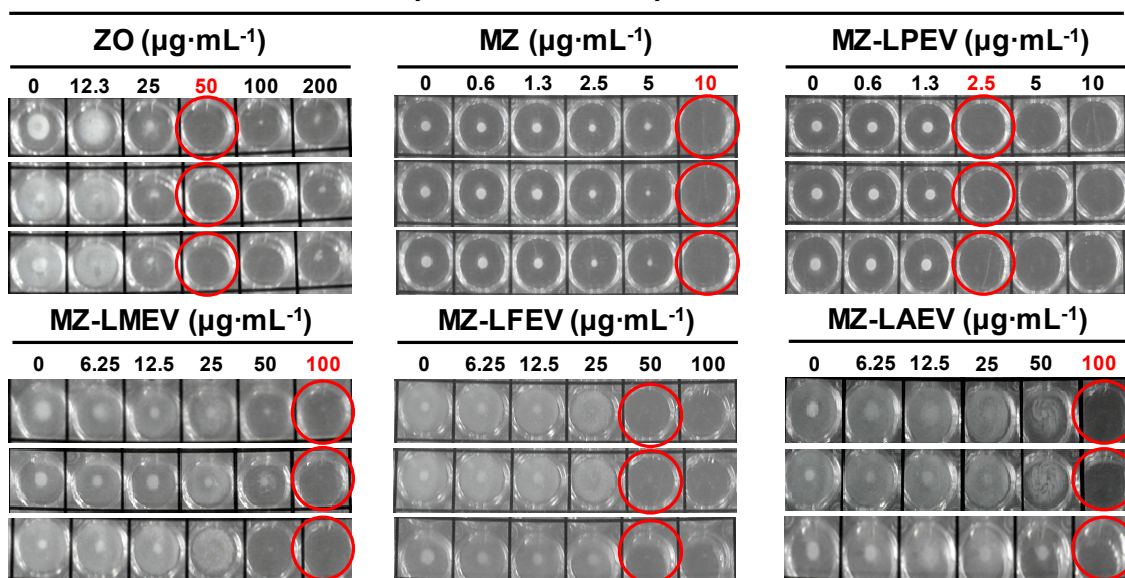 ZO (µg·mL⁻¹)
0 12.3 25 50 100 200
MZ (µg·mL⁻¹)
0 0.6 1.3 2.5 5 10
MZ-LPEV (µg·mL⁻¹)
0 0.6 1.3 2.5 5 10
MZ-LMEV (µg·mL⁻¹)
0 6.25 12.5 25 50 100
MZ-LFEV (µg·mL⁻¹)
0 6.25 12.5 25 50 100
MZ-LAEV (µg·mL⁻¹)
0 6.25 12.5 25 50 100